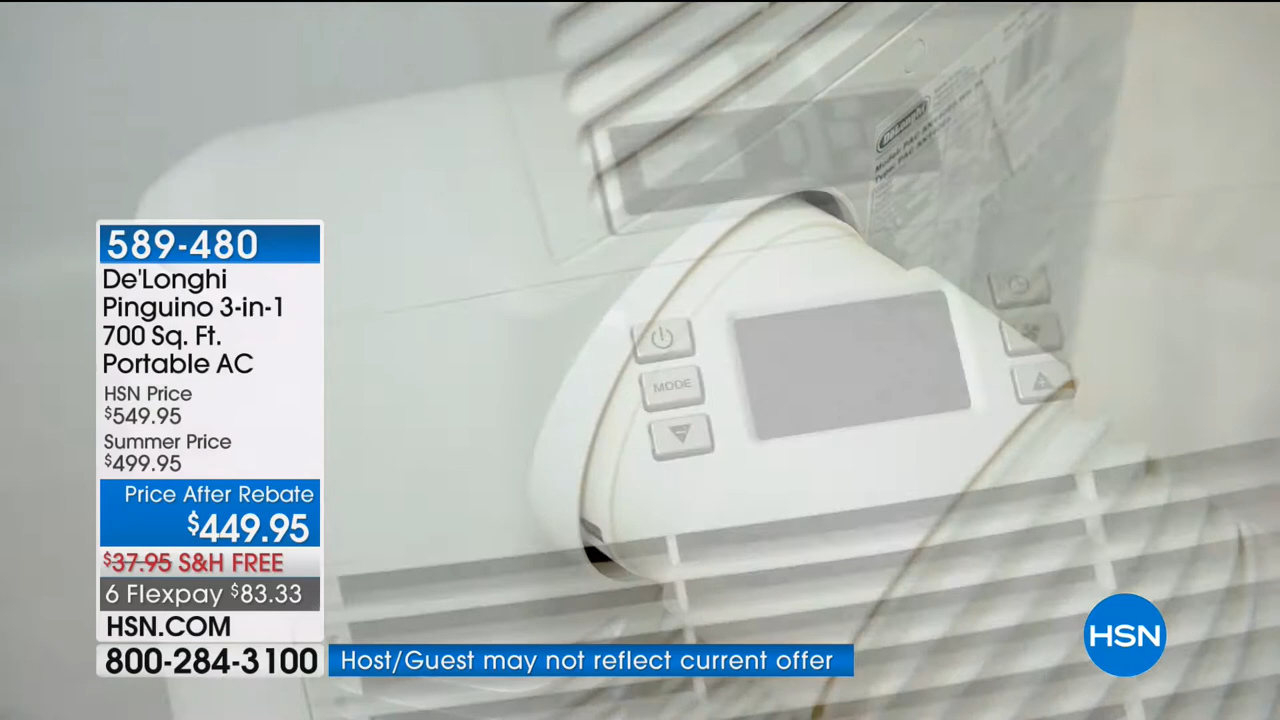 589-480
De'Longhi
Pinguino 3-in-1
700 Sq. Ft.
Portable AC
HSN Price
$549.95
Summer Price
$499.95
Price After Rebate
$449.95
$37.95 S&H FREE
6 Flexpay $83.33
HSN.COM
800-284-3100
Host/Guest may not reflect current offer
HSN
MODE
DeLonghi